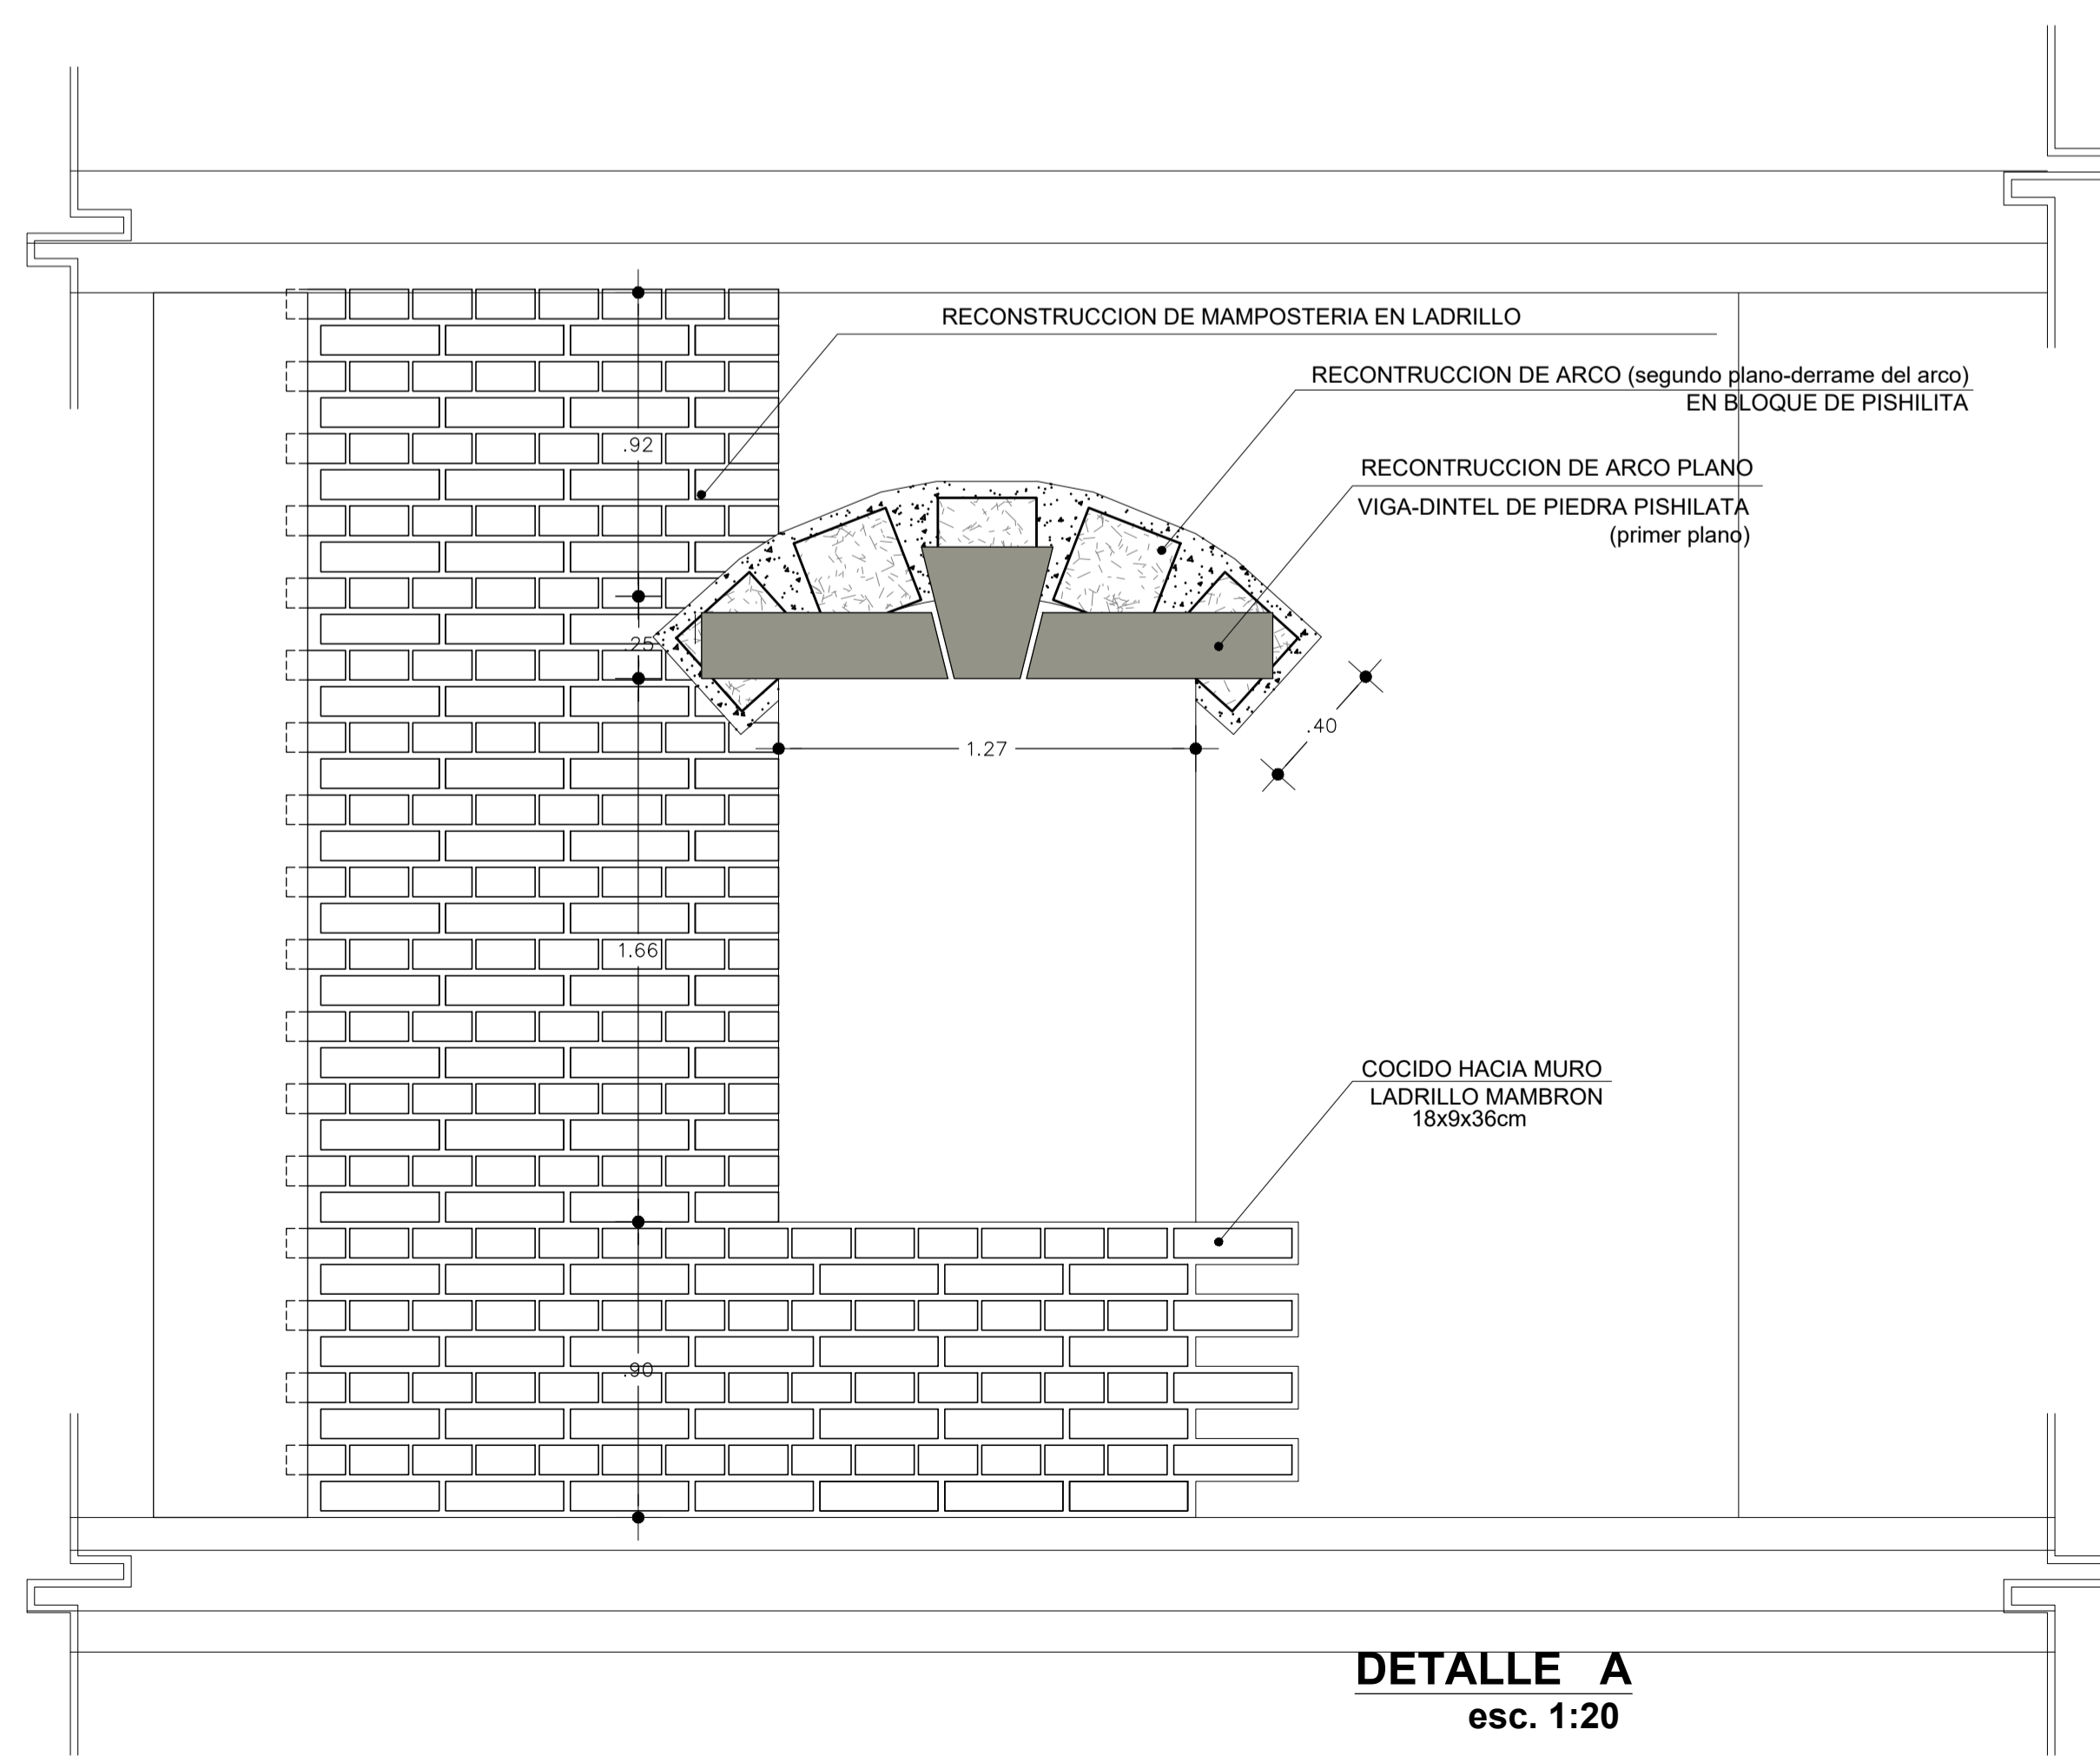 RECONSTRUCCION DE MAMPOSTERIA EN LADRILLO
RECONTRUCCION DE ARCO (segundo plano-derrame del arco)
EN BLOQUE DE PISHILITA
.92
RECONTRUCCION DE ARCO PLANO
VIGA-DINTEL DE PIEDRA PISHILATA
(primer plano)
.25
.40
1.27
1.66
COCIDO HACIA MURO
LADRILLO MAMBRON
18x9x36cm
.90
DETALLE A
esc. 1:20